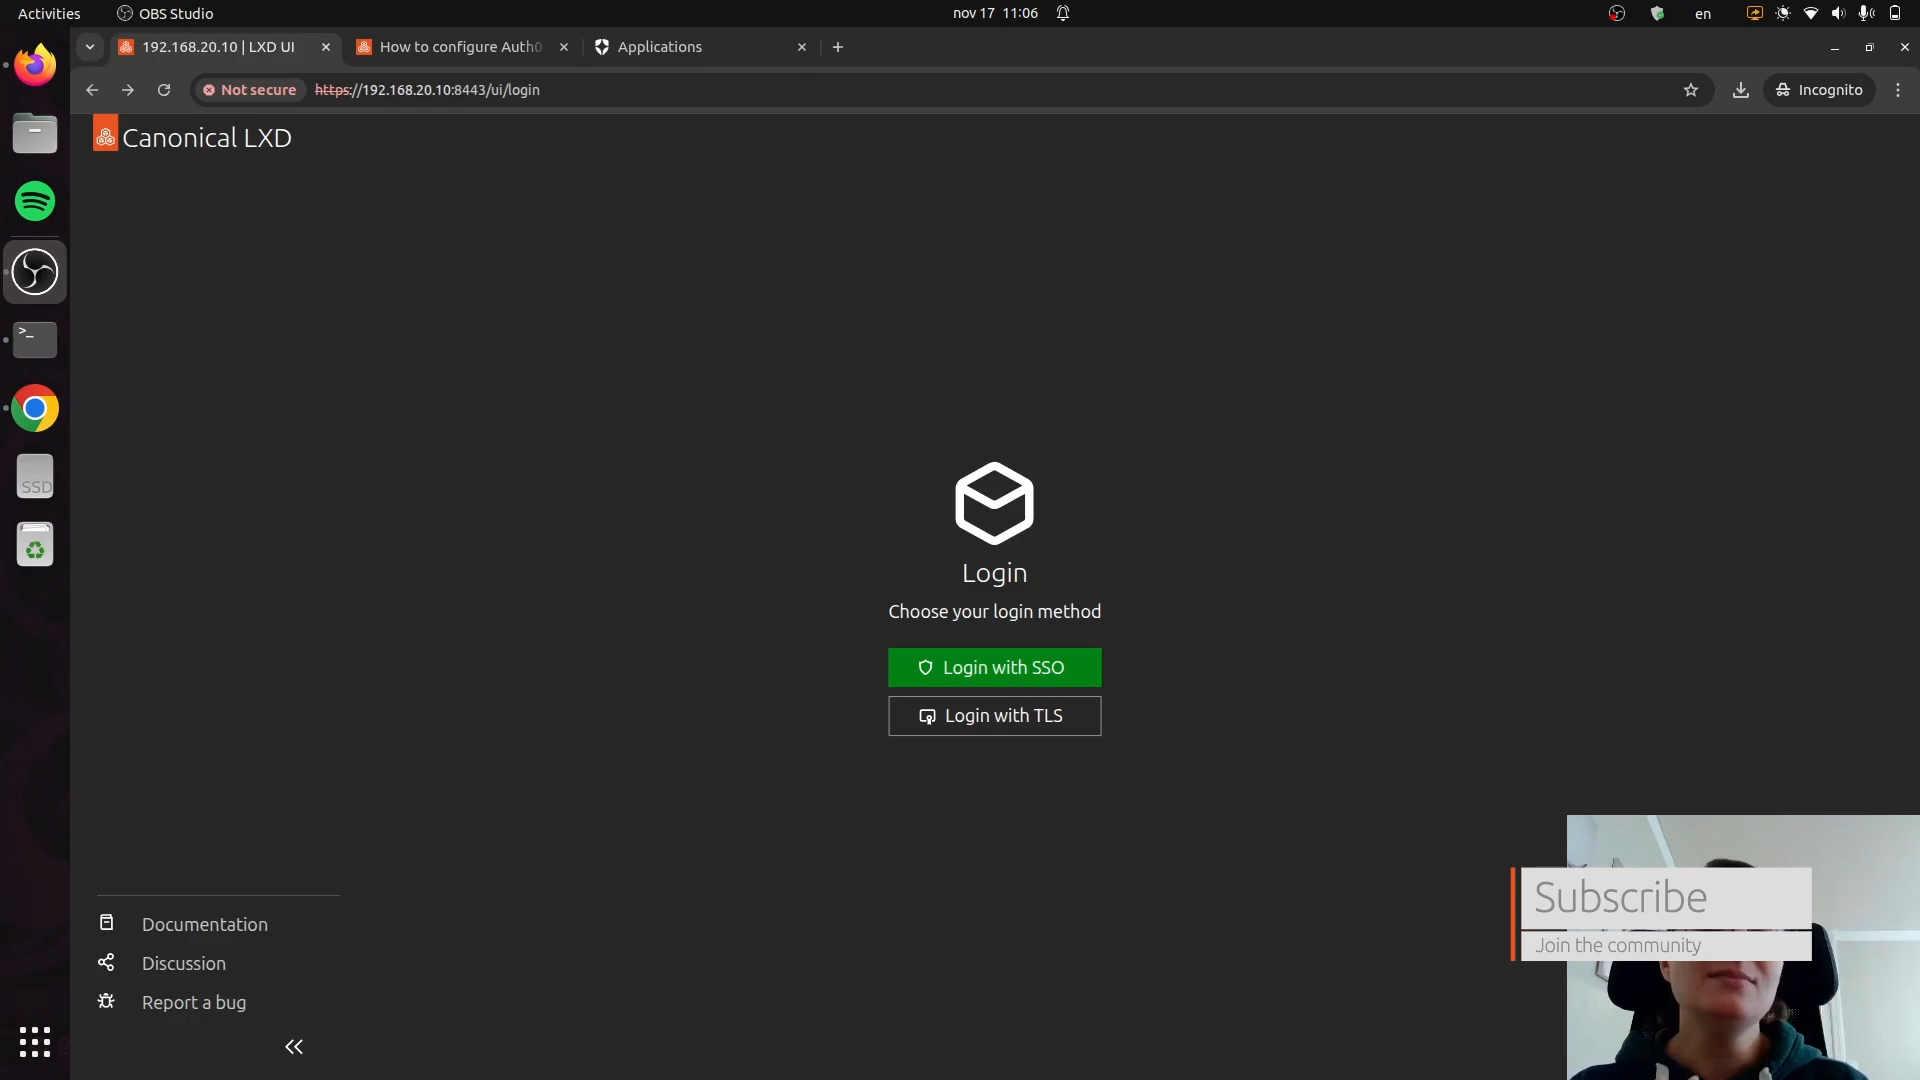 Activities
OBS Studio
nov 17 11:06
en
192.168.20.10 | LXD UI
How to configure Auth0
Applications
Not secure
https://192.168.20.10:8443/ui/login
Incognito
Canonical LXD
SSD
Login
Choose your login method
Login with SSO
Login with TLS
Documentation
Discussion
Report a bug
Subscribe
Join the community